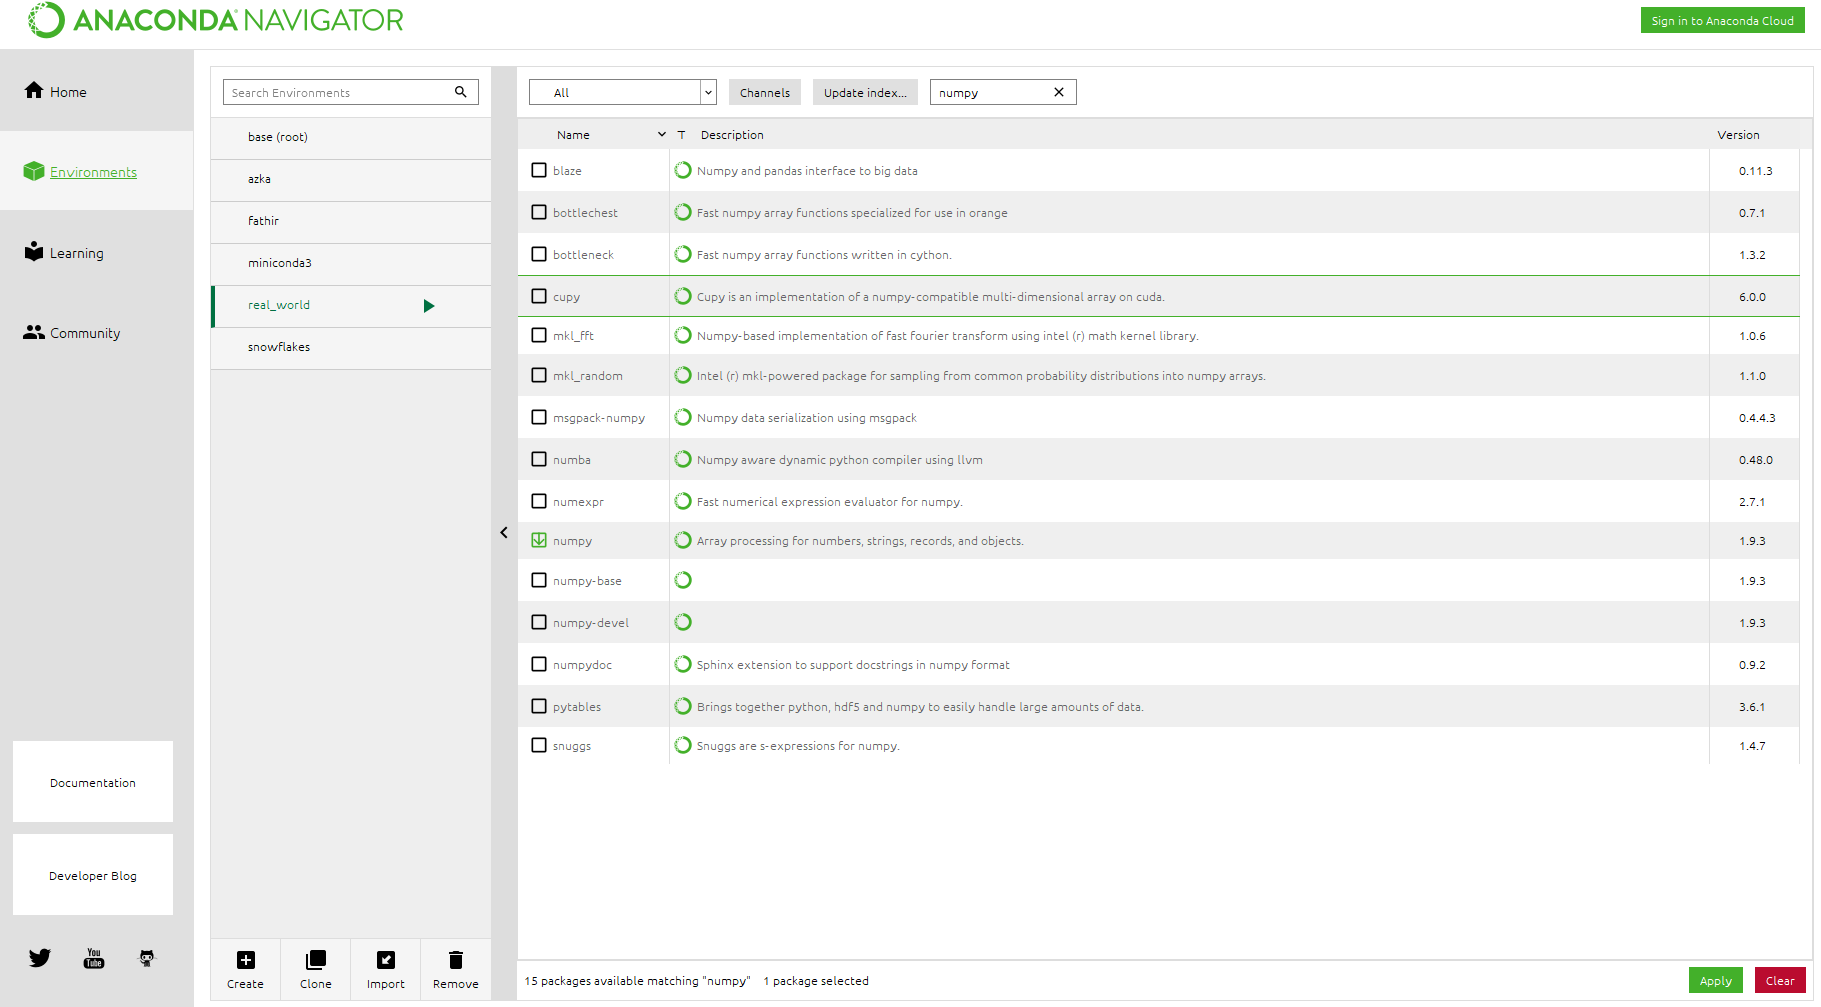 ANACONDA NAVIGATOR
Sign in to Anaconda Cloud
Home
Environments
Learning
Community
Documentation
Developer Blog
You
Tube
Search Environments
base (root)
azka
fathir
miniconda3
real_world
snowflakes
Create
Clone
Import
Remove
All
Channels
Update index...
numpy
Name T Description Version
blaze Numpy and pandas interface to big data 0.11.3
bottlechest Fast numpy array functions specialized for use in orange 0.7.1
bottleneck Fast numpy array functions written in cython. 1.3.2
cupy Cupy is an implementation of a numpy-compatible multi-dimensional array on cuda. 6.0.0
mkl_fft Numpy-based implementation of fast fourier transform using intel (r) math kernel library. 1.0.6
mkl_random Intel (r) mkl-powered package for sampling from common probability distributions into numpy arrays. 1.1.0
msgpack-numpy Numpy data serialization using msgpack 0.4.4.3
numba Numpy aware dynamic python compiler using llvm 0.48.0
numexpr Fast numerical expression evaluator for numpy. 2.7.1
numpy Array processing for numbers, strings, records, and objects. 1.9.3
numpy-base 1.9.3
numpy-devel 1.9.3
numpydoc Sphinx extension to support docstrings in numpy format 0.9.2
pytables Brings together python, hdf5 and numpy to easily handle large amounts of data. 3.6.1
snuggs Snuggs are s-expressions for numpy. 1.4.7
15 packages available matching "numpy" 1 package selected
Apply
Clear